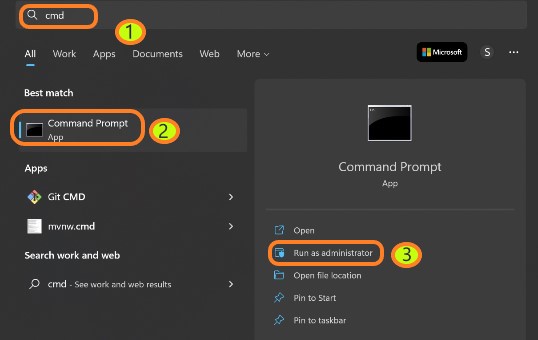 cmd
1
All Work Apps Documents Web More
Microsoft
S
...
Best match
Command Prompt
App
2
Apps
Git CMD
mvnw.cmd
Search work and web
cmd - See work and web results
Command Prompt
App
Open
Run as administrator
3
Open file location
Pin to Start
Pin to taskbar